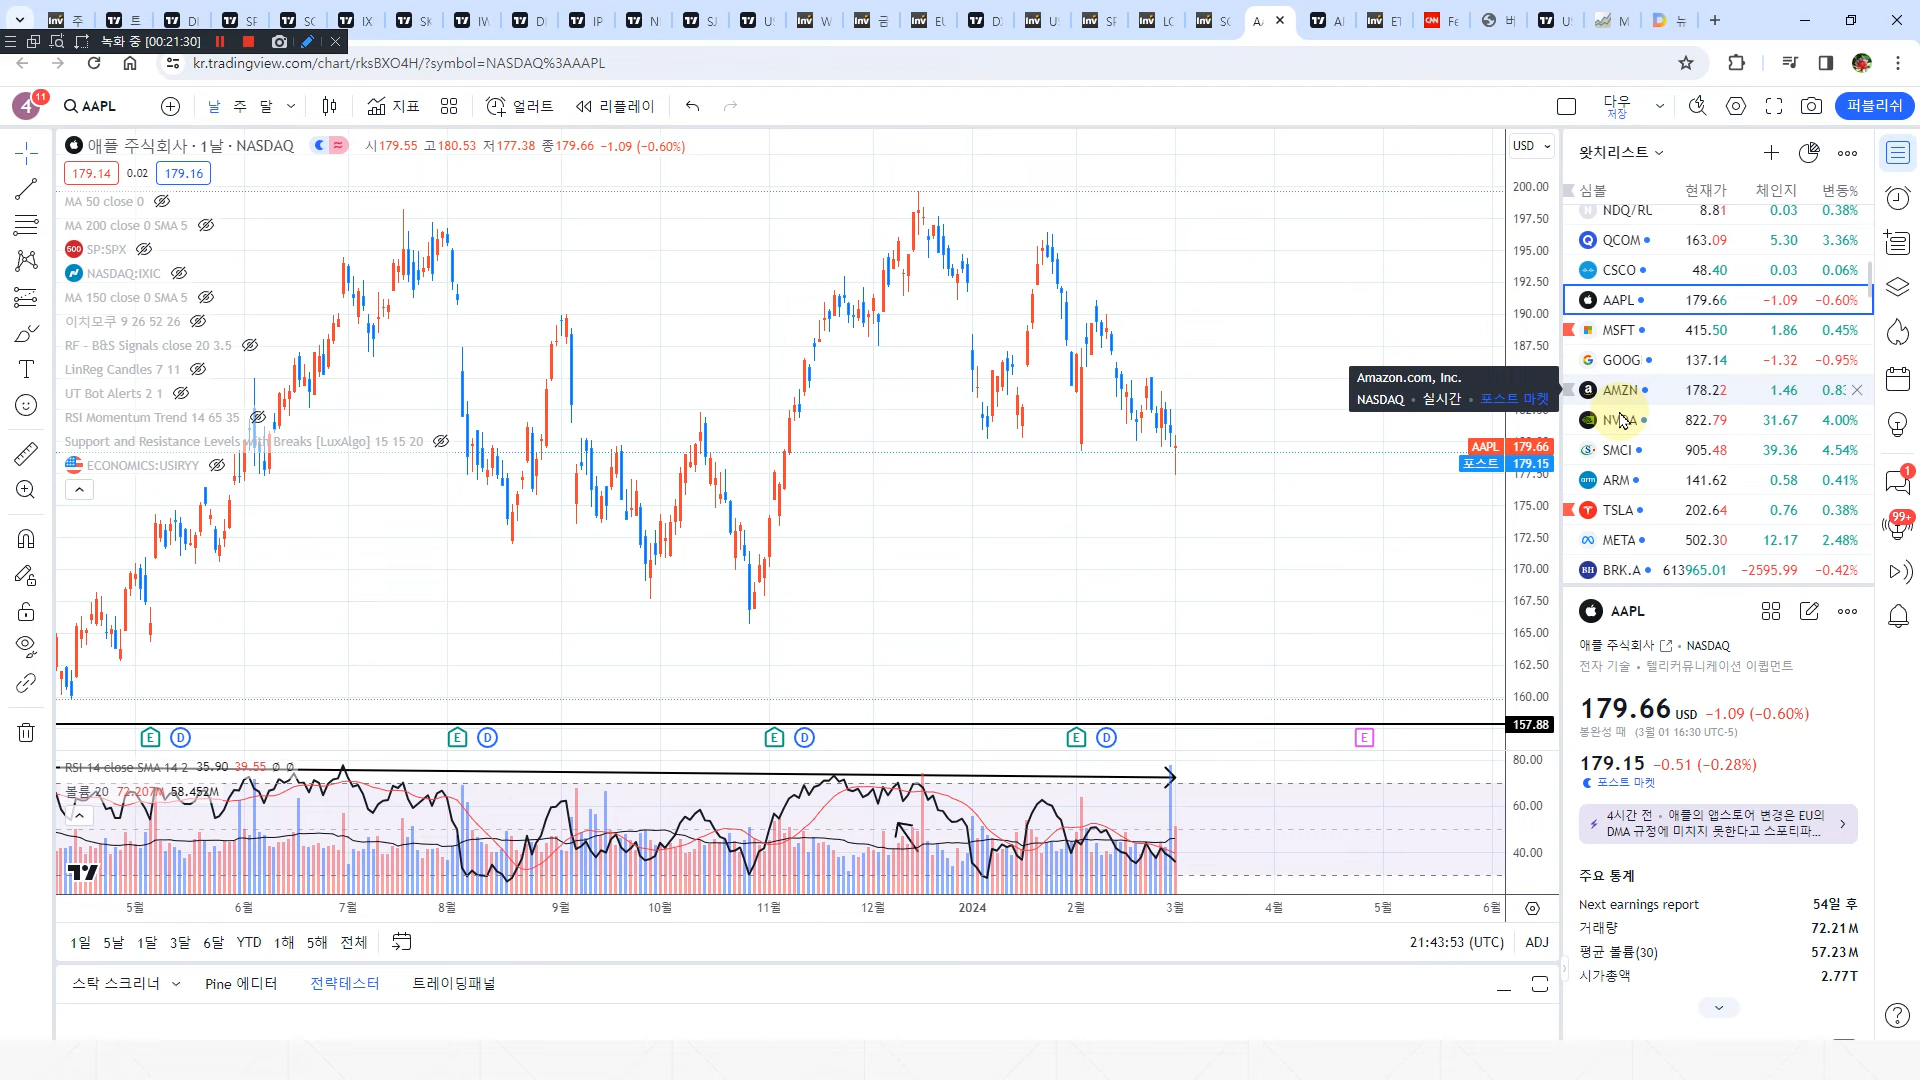 녹화 중 [00:21:30]
kr.tradingview.com/chart/rksBXO4H/?symbol=NASDAQ%3AAAPL
4 11 AAPL 날 주 달 지표 얼러트 리플레이 다우 저장 퍼블리쉬
애플 주식회사 · 1날 · NASDAQ 시179.55 고180.53 저177.38 종179.66 −1.09 (−0.60%)
179.14 0.02 179.16
MA 50 close 0
MA 200 close 0 SMA 5
500 SP:SPX
NASDAQ:IXIC
MA 150 close 0 SMA 5
이치모쿠 9 26 52 26
RF - B&S Signals close 20 3.5
LinReg Candles 7 11
UT Bot Alerts 2 1
RSI Momentum Trend 14 65 35
Support and Resistance Levels with Breaks [LuxAlgo] 15 15 20
ECONOMICS:USIRYY
USD
200.00
197.50
195.00
192.50
190.00
187.50
AAPL 179.66
포스트 179.15
177.50
175.00
172.50
170.00
167.50
165.00
162.50
160.00
157.88
E D E D E D E D E
RSI 14 close SMA 14 2 35.90 39.55 Ø Ø
볼륨 20 72.207M 58.452M
80.00
60.00
40.00
5월 6월 7월 8월 9월 10월 11월 12월 2024 2월 3월 4월 5월 6월
1일 5날 1달 3달 6달 YTD 1해 5해 전체
21:43:53 (UTC) ADJ
스탁 스크리너 Pine 에디터 전략테스터 트레이딩패널
Amazon.com, Inc.
NASDAQ • 실시간 • 포스트 마켓
왓치리스트
심볼 현재가 체인지 변동%
NDQ/RU 8.81 0.03 0.38%
QCOM 163.09 5.30 3.36%
CSCO 48.40 0.03 0.06%
AAPL 179.66 −1.09 −0.60%
MSFT 415.50 1.86 0.45%
GOOG 137.14 −1.32 −0.95%
AMZN 178.22 1.46 0.83
NVDA 822.79 31.67 4.00%
SMCI 905.48 39.36 4.54%
ARM 141.62 0.58 0.41%
TSLA 202.64 0.76 0.38%
META 502.30 12.17 2.48%
BRK.A 613965.01 −2595.99 −0.42%
AAPL
애플 주식회사 • NASDAQ
전자 기술 • 텔리커뮤니케이션 이큅먼트
179.66 USD −1.09 (−0.60%)
봉완성 때 (3월 01 16:30 UTC-5)
179.15 −0.51 (−0.28%)
포스트 마켓
4시간 전 • 애플의 앱스토어 변경은 EU의
DMA 규정에 미치지 못한다고 스포티파...
주요 통계
Next earnings report 54일 후
거래량 72.21M
평균 볼륨(30) 57.23M
시가총액 2.77T
1
99+